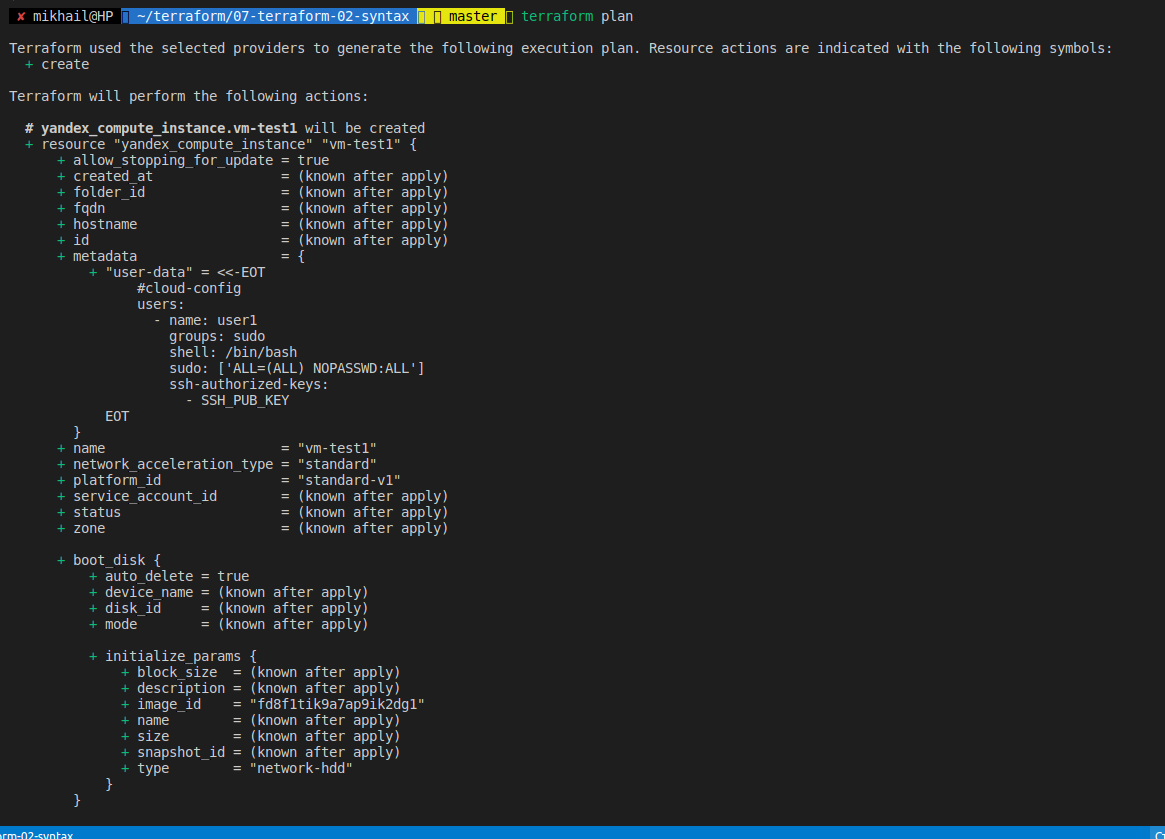 ✘ mikhail@HP ~/terraform/07-terraform-02-syntax master terraform plan
Terraform used the selected providers to generate the following execution plan. Resource actions are indicated with the following symbols:
  + create
Terraform will perform the following actions:
  # yandex_compute_instance.vm-test1 will be created
  + resource "yandex_compute_instance" "vm-test1" {
      + allow_stopping_for_update = true
      + created_at                = (known after apply)
      + folder_id                 = (known after apply)
      + fqdn                      = (known after apply)
      + hostname                  = (known after apply)
      + id                        = (known after apply)
      + metadata                  = {
          + "user-data" = <<-EOT
                #cloud-config
                users:
                  - name: user1
                    groups: sudo
                    shell: /bin/bash
                    sudo: ['ALL=(ALL) NOPASSWD:ALL']
                    ssh-authorized-keys:
                      - SSH_PUB_KEY
            EOT
        }
      + name                      = "vm-test1"
      + network_acceleration_type = "standard"
      + platform_id               = "standard-v1"
      + service_account_id        = (known after apply)
      + status                    = (known after apply)
      + zone                      = (known after apply)
      + boot_disk {
          + auto_delete = true
          + device_name = (known after apply)
          + disk_id     = (known after apply)
          + mode        = (known after apply)
          + initialize_params {
              + block_size  = (known after apply)
              + description = (known after apply)
              + image_id    = "fd8f1tik9a7ap9ik2dg1"
              + name        = (known after apply)
              + size        = (known after apply)
              + snapshot_id = (known after apply)
              + type        = "network-hdd"
            }
        }
rm-02-syntax